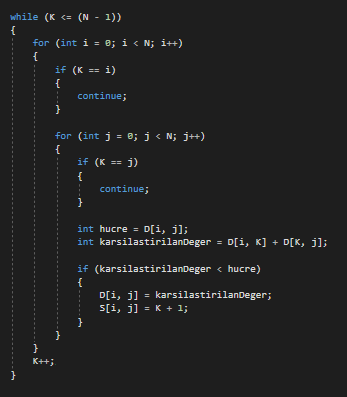 while (K <= (N - 1))
{
for (int i = 0; i < N; i++)
{
if (K == i)
{
continue;
}
for (int j = 0; j < N; j++)
{
if (K == j)
{
continue;
}
int hucre = D[i, j];
int karsilastirilanDeger = D[i, K] + D[K, j];
if (karsilastirilanDeger < hucre)
{
D[i, j] = karsilastirilanDeger;
S[i, j] = K + 1;
}
}
}
K++;
}